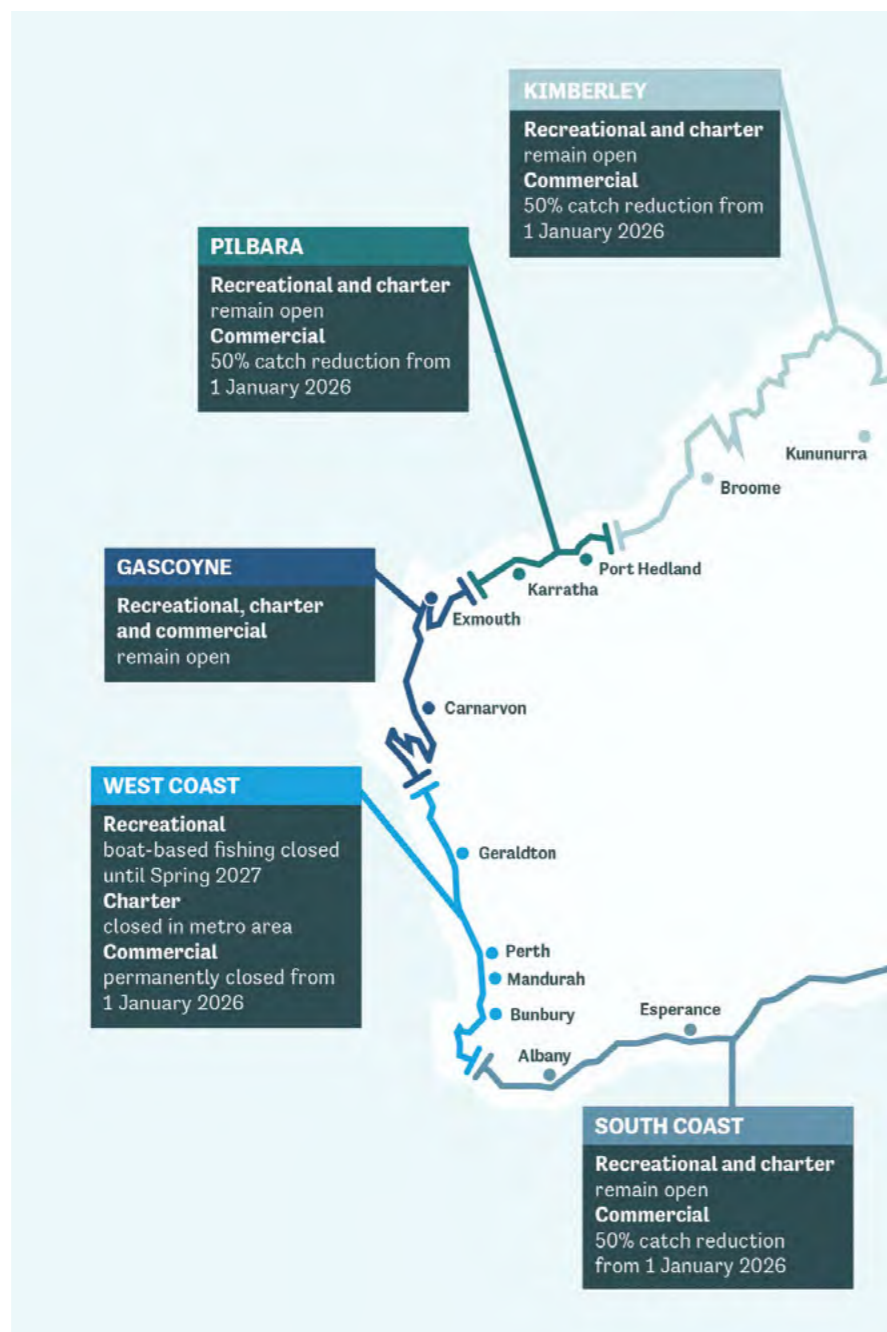 KIMBERLEY
Recreational and charter
remain open
Commercial
50% catch reduction from
1 January 2026
PILBARA
Recreational and charter
remain open
Commercial
50% catch reduction from
1 January 2026
Kununurra
Broome
Port Hedland
Karratha
GASCOYNE
Recreational, charter
and commercial
remain open
Exmouth
Carnarvon
WEST COAST
Recreational
boat-based fishing closed
until Spring 2027
Charter
closed in metro area
Commercial
permanently closed from
1 January 2026
Geraldton
Perth
Mandurah
Bunbury
Esperance
Albany
SOUTH COAST
Recreational and charter
remain open
Commercial
50% catch reduction
from 1 January 2026